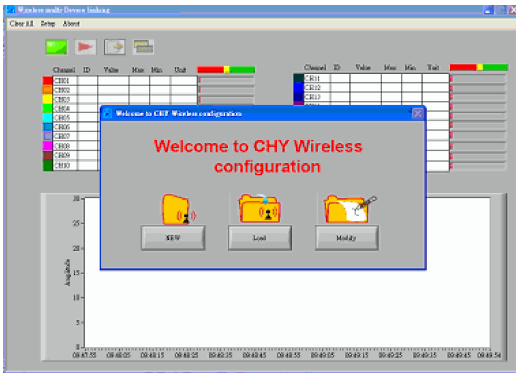 Wireless multi-Device linking
Clear All Setup About
Channel ID Value Max Min Unit
Channel ID Value Max Min Unit
CH01
CH02
CH03
CH04
CH05
CH06
CH07
CH08
CH09
CH10
CH11
CH12
CH13
Welcome to CHY Wireless configuration
Welcome to CHY Wireless
configuration
NEW Load Modify
Amplitude
30
25
20
15
10
5
0
09:47:55 09:48:05 09:48:15 09:48:25 09:48:35 09:48:45 09:48:55 09:49:05 09:49:15 09:49:25 09:49:35 09:49:45 09:49:54